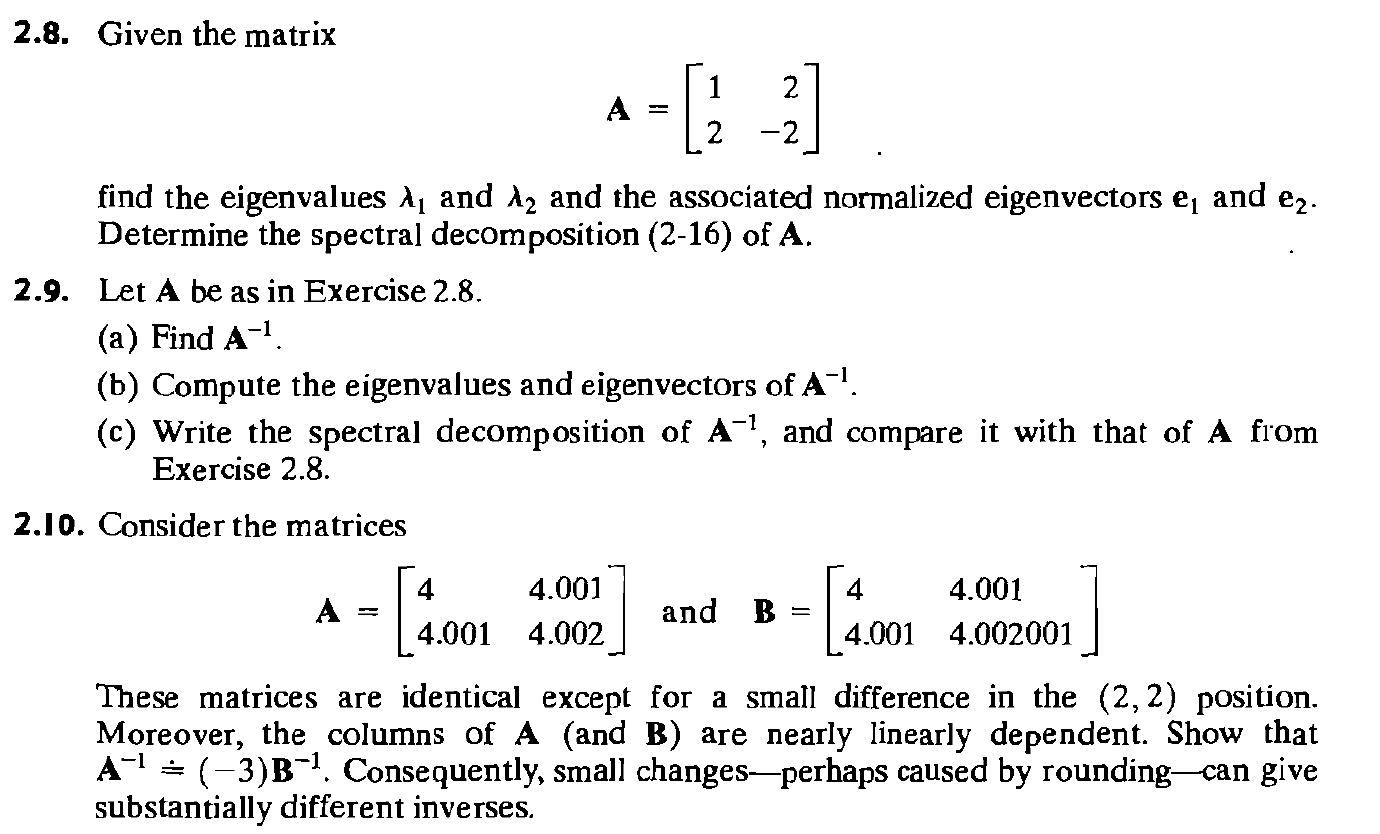 2.8. Given the matrix
A = [1 2
2 −2]
find the eigenvalues λ₁ and λ₂ and the associated normalized eigenvectors e₁ and e₂.
Determine the spectral decomposition (2-16) of A.
2.9. Let A be as in Exercise 2.8.
(a) Find A⁻¹.
(b) Compute the eigenvalues and eigenvectors of A⁻¹.
(c) Write the spectral decomposition of A⁻¹, and compare it with that of A from
Exercise 2.8.
2.10. Consider the matrices
A = [4 4.001
4.001 4.002] and B = [4 4.001
4.001 4.002001]
These matrices are identical except for a small difference in the (2, 2) position.
Moreover, the columns of A (and B) are nearly linearly dependent. Show that
A⁻¹ ≐ (−3)B⁻¹. Consequently, small changes—perhaps caused by rounding—can give
substantially different inverses.